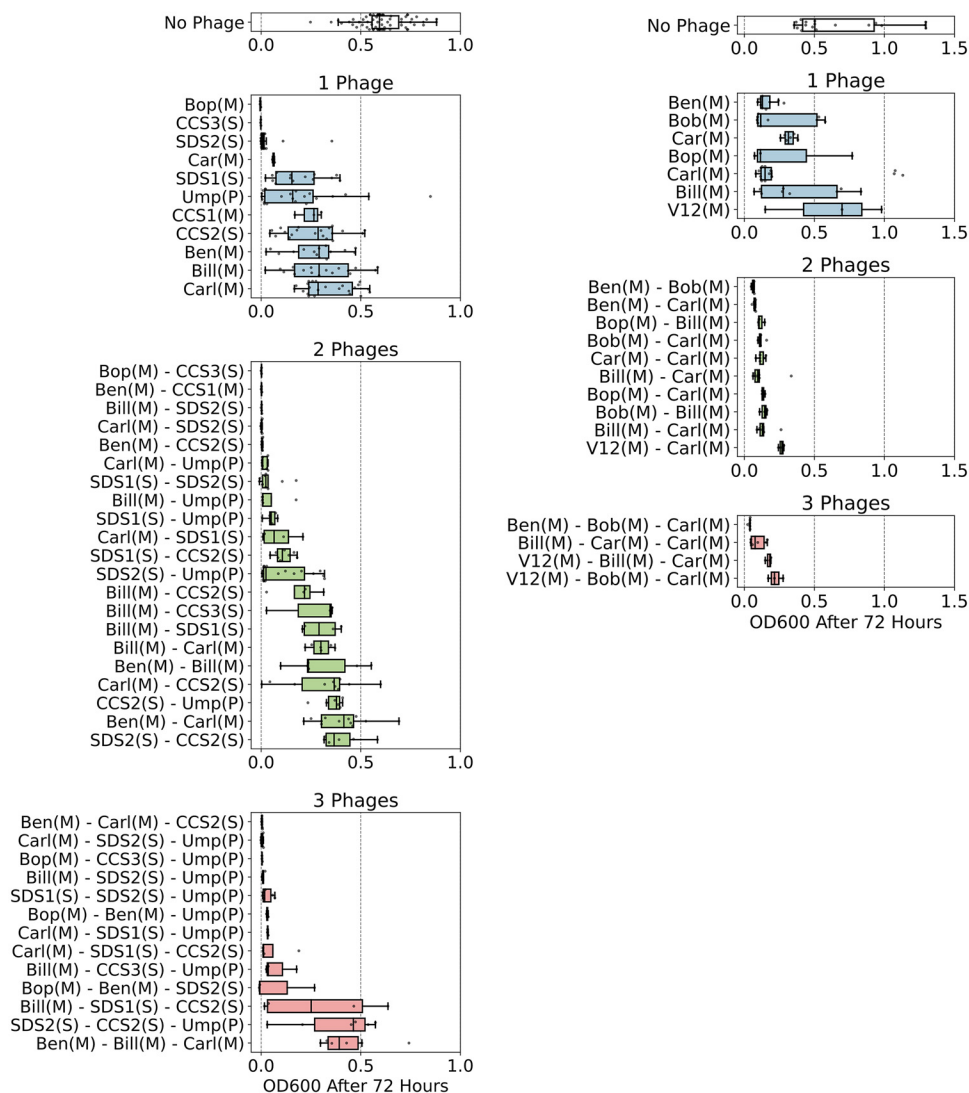 No Phage
0.0 0.5 1.0
1 Phage
Bop(M)
CCS3(S)
SDS2(S)
Car(M)
SDS1(S)
Ump(P)
CCS1(M)
CCS2(S)
Ben(M)
Bill(M)
Carl(M)
0.0 0.5 1.0
2 Phages
Bop(M) - CCS3(S)
Ben(M) - CCS1(M)
Bill(M) - SDS2(S)
Carl(M) - SDS2(S)
Ben(M) - CCS2(S)
Carl(M) - Ump(P)
SDS1(S) - SDS2(S)
Bill(M) - Ump(P)
SDS1(S) - Ump(P)
Carl(M) - SDS1(S)
SDS1(S) - CCS2(S)
SDS2(S) - Ump(P)
Bill(M) - CCS2(S)
Bill(M) - CCS3(S)
Bill(M) - SDS1(S)
Bill(M) - Carl(M)
Ben(M) - Bill(M)
Carl(M) - CCS2(S)
CCS2(S) - Ump(P)
Ben(M) - Carl(M)
SDS2(S) - CCS2(S)
0.0 0.5 1.0
3 Phages
Ben(M) - Carl(M) - CCS2(S)
Carl(M) - SDS2(S) - Ump(P)
Bop(M) - CCS3(S) - Ump(P)
Bill(M) - SDS2(S) - Ump(P)
SDS1(S) - SDS2(S) - Ump(P)
Bop(M) - Ben(M) - Ump(P)
Carl(M) - SDS1(S) - Ump(P)
Carl(M) - SDS1(S) - CCS2(S)
Bill(M) - CCS3(S) - Ump(P)
Bop(M) - Ben(M) - SDS2(S)
Bill(M) - SDS1(S) - CCS2(S)
SDS2(S) - CCS2(S) - Ump(P)
Ben(M) - Bill(M) - Carl(M)
0.0 0.5 1.0
OD600 After 72 Hours
No Phage
0.0 0.5 1.0 1.5
1 Phage
Ben(M)
Bob(M)
Car(M)
Bop(M)
Carl(M)
Bill(M)
V12(M)
0.0 0.5 1.0 1.5
2 Phages
Ben(M) - Bob(M)
Ben(M) - Carl(M)
Bop(M) - Bill(M)
Bob(M) - Carl(M)
Car(M) - Carl(M)
Bill(M) - Car(M)
Bop(M) - Carl(M)
Bob(M) - Bill(M)
Bill(M) - Carl(M)
V12(M) - Carl(M)
0.0 0.5 1.0 1.5
3 Phages
Ben(M) - Bob(M) - Carl(M)
Bill(M) - Car(M) - Carl(M)
V12(M) - Bill(M) - Car(M)
V12(M) - Bob(M) - Carl(M)
0.0 0.5 1.0 1.5
OD600 After 72 Hours